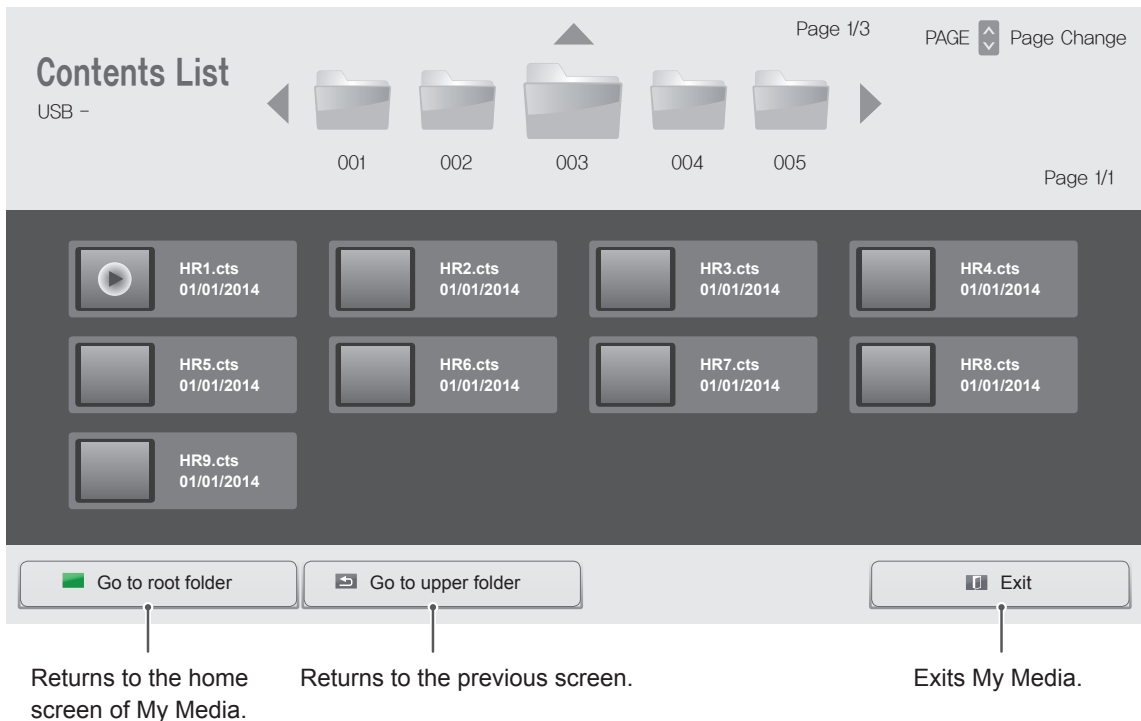 Page 1/3
PAGE Page Change
Contents List
USB -
001 002 003 004 005
Page 1/1
HR1.cts HR2.cts HR3.cts HR4.cts
01/01/2014 01/01/2014 01/01/2014 01/01/2014
HR5.cts HR6.cts HR7.cts HR8.cts
01/01/2014 01/01/2014 01/01/2014 01/01/2014
HR9.cts
01/01/2014
Go to root folder Go to upper folder Exit
Returns to the home
screen of My Media.
Returns to the previous screen.
Exits My Media.